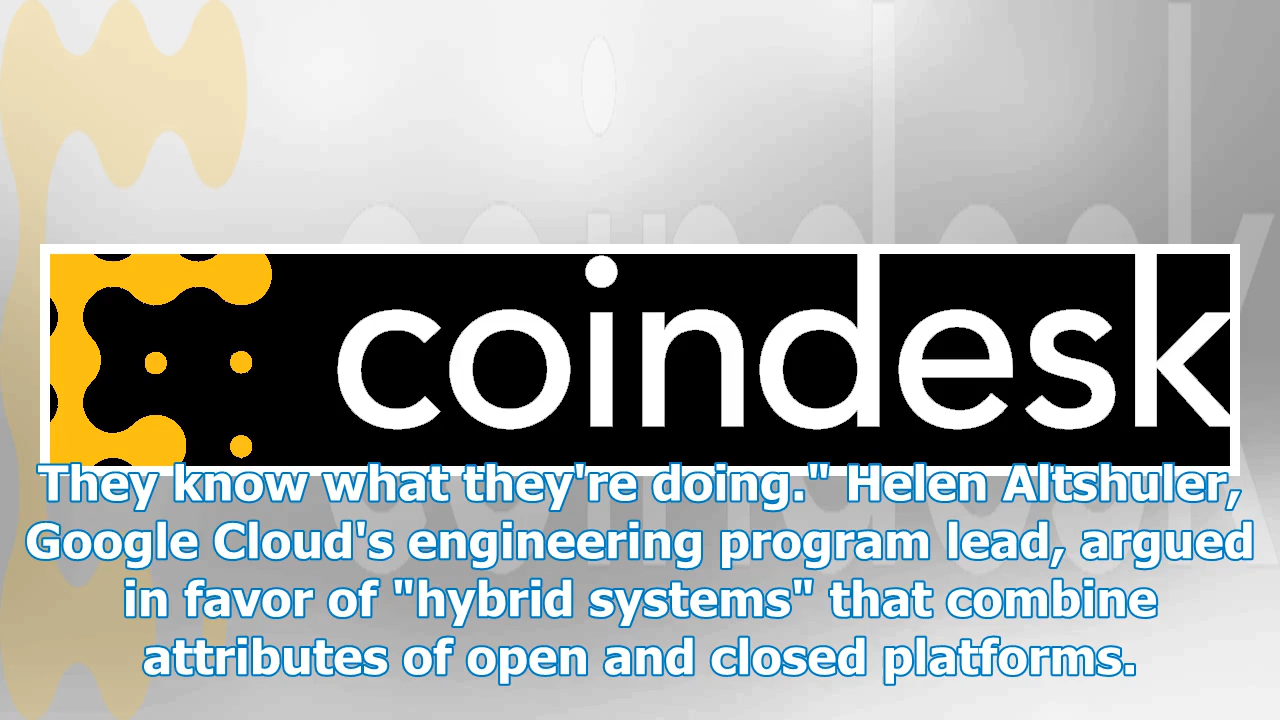 coindesk
They know what they're doing." Helen Altshuler,
Google Cloud's engineering program lead, argued
in favor of "hybrid systems" that combine
attributes of open and closed platforms.